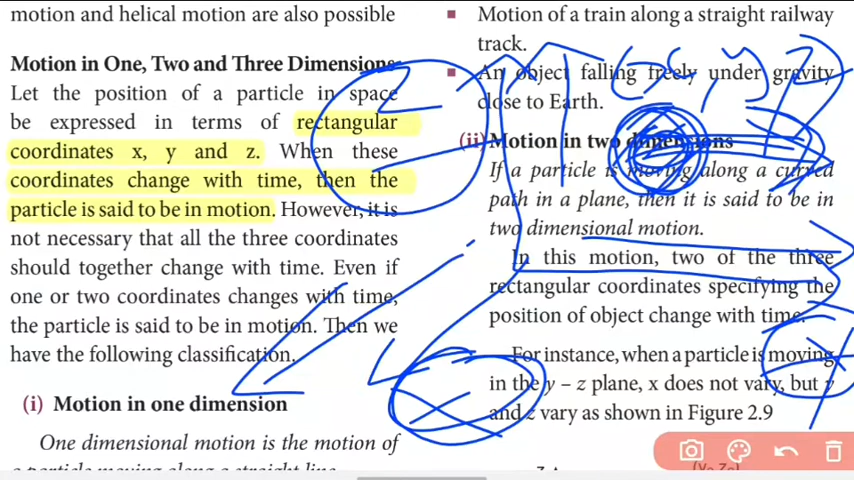 motion and helical motion are also possible
Motion in One, Two and Three Dimensions
Let the position of a particle in space
be expressed in terms of rectangular
coordinates x, y and z. When these
coordinates change with time, then the
particle is said to be in motion. However, it is
not necessary that all the three coordinates
should together change with time. Even if
one or two coordinates changes with time,
the particle is said to be in motion. Then we
have the following classification.
(i) Motion in one dimension
One dimensional motion is the motion of
a particle moving along a straight line.
Motion of a train along a straight railway
track.
An object falling freely under gravity
close to Earth.
(ii) Motion in two dimensions
If a particle is moving along a curved
path in a plane, then it is said to be in
two dimensional motion.
In this motion, two of the three
rectangular coordinates specifying the
position of object change with time.
For instance, when a particle is moving
in the y – z plane, x does not vary, but y
and z vary as shown in Figure 2.9